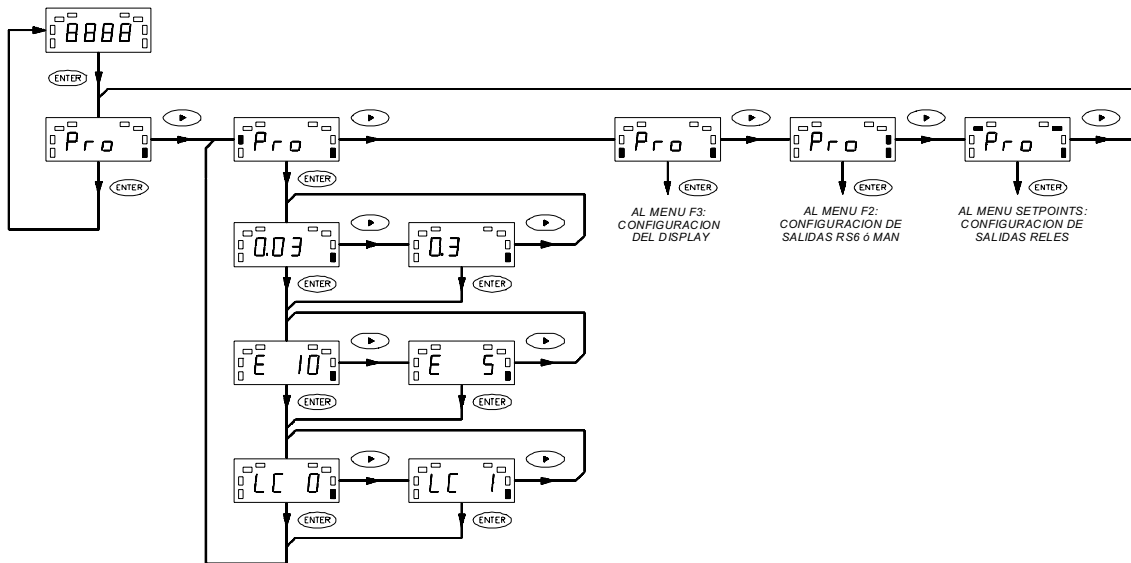 8888
ENTER
Pro
Pro
Pro
Pro
Pro
ENTER
ENTER
ENTER
ENTER
ENTER
AL MENU F3:
CONFIGURACION
DEL DISPLAY
AL MENU F2:
CONFIGURACION DE
SALIDAS RS6 ó MAN
AL MENU SETPOINTS:
CONFIGURACION DE
SALIDAS RELES
0.03
0.3
ENTER
ENTER
E 10
E 5
ENTER
ENTER
LC 0
LC 1
ENTER
ENTER